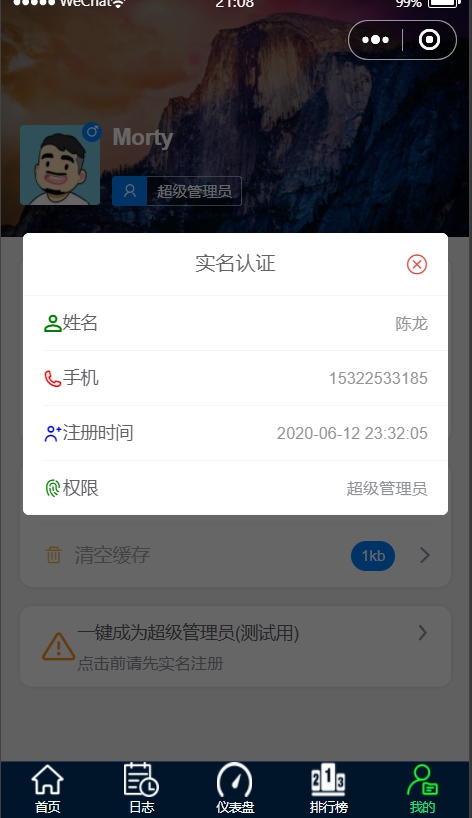 WeChat
21:08
99%
Morty
超级管理员
实名认证
姓名 陈龙
手机 15322533185
注册时间 2020-06-12 23:32:05
权限 超级管理员
清空缓存 1kb
一键成为超级管理员(测试用)
点击前请先实名注册
2 1 3
首页 日志 仪表盘 排行榜 我的